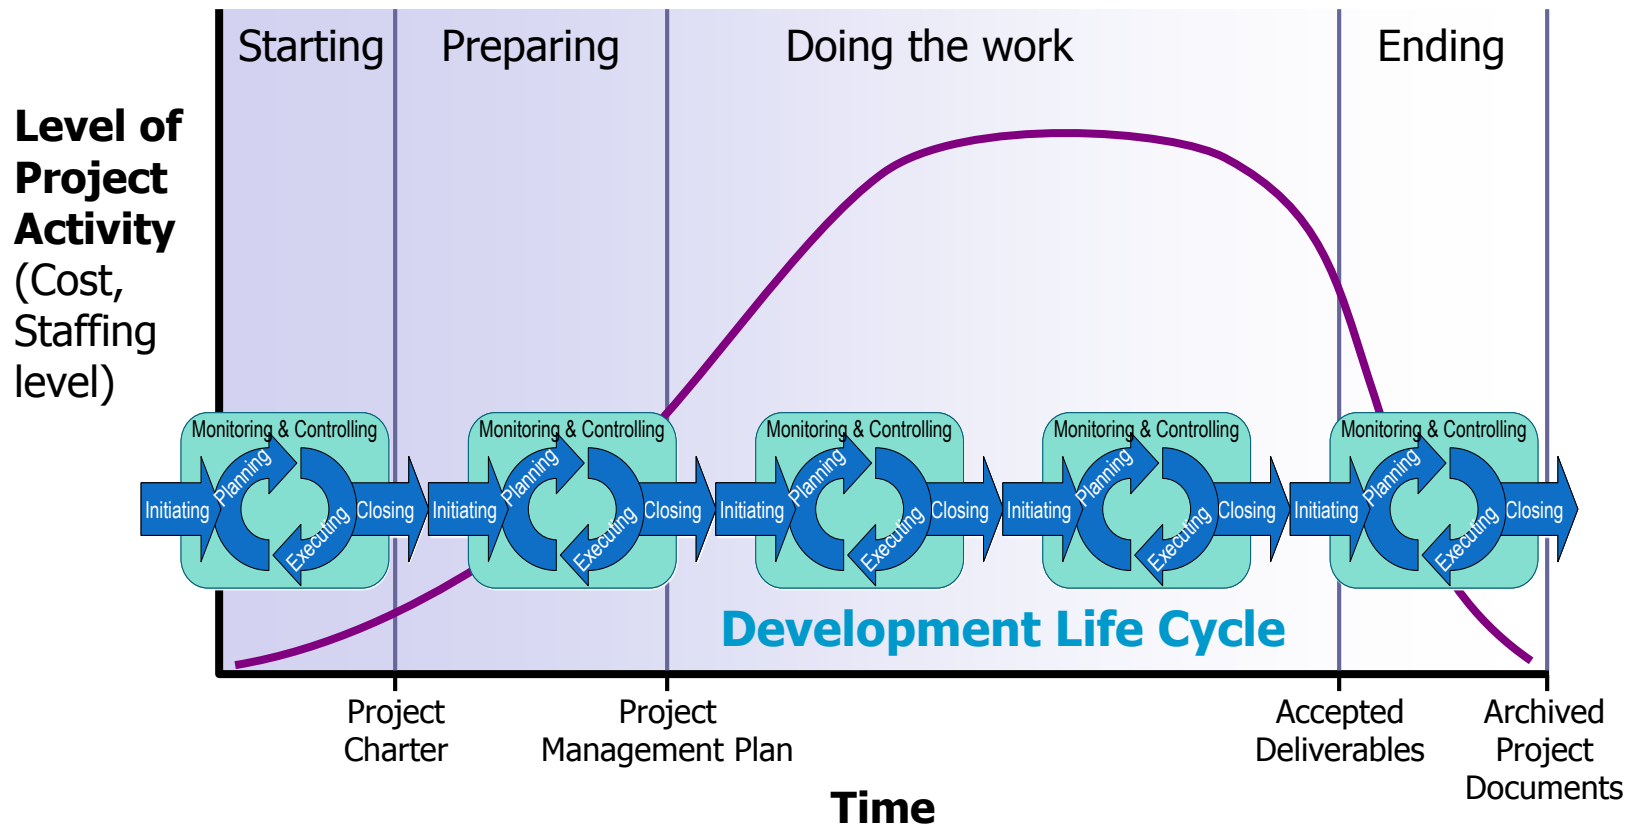 Starting
Preparing
Doing the work
Ending
Level of
Project
Activity
(Cost,
Staffing
level)
Monitoring & Controlling
Initiating
Planning
Executing
Closing
Monitoring & Controlling
Initiating
Planning
Executing
Closing
Monitoring & Controlling
Initiating
Planning
Executing
Closing
Monitoring & Controlling
Initiating
Planning
Executing
Closing
Monitoring & Controlling
Initiating
Planning
Executing
Closing
Development Life Cycle
Project
Charter
Project
Management Plan
Accepted
Deliverables
Archived
Project
Documents
Time